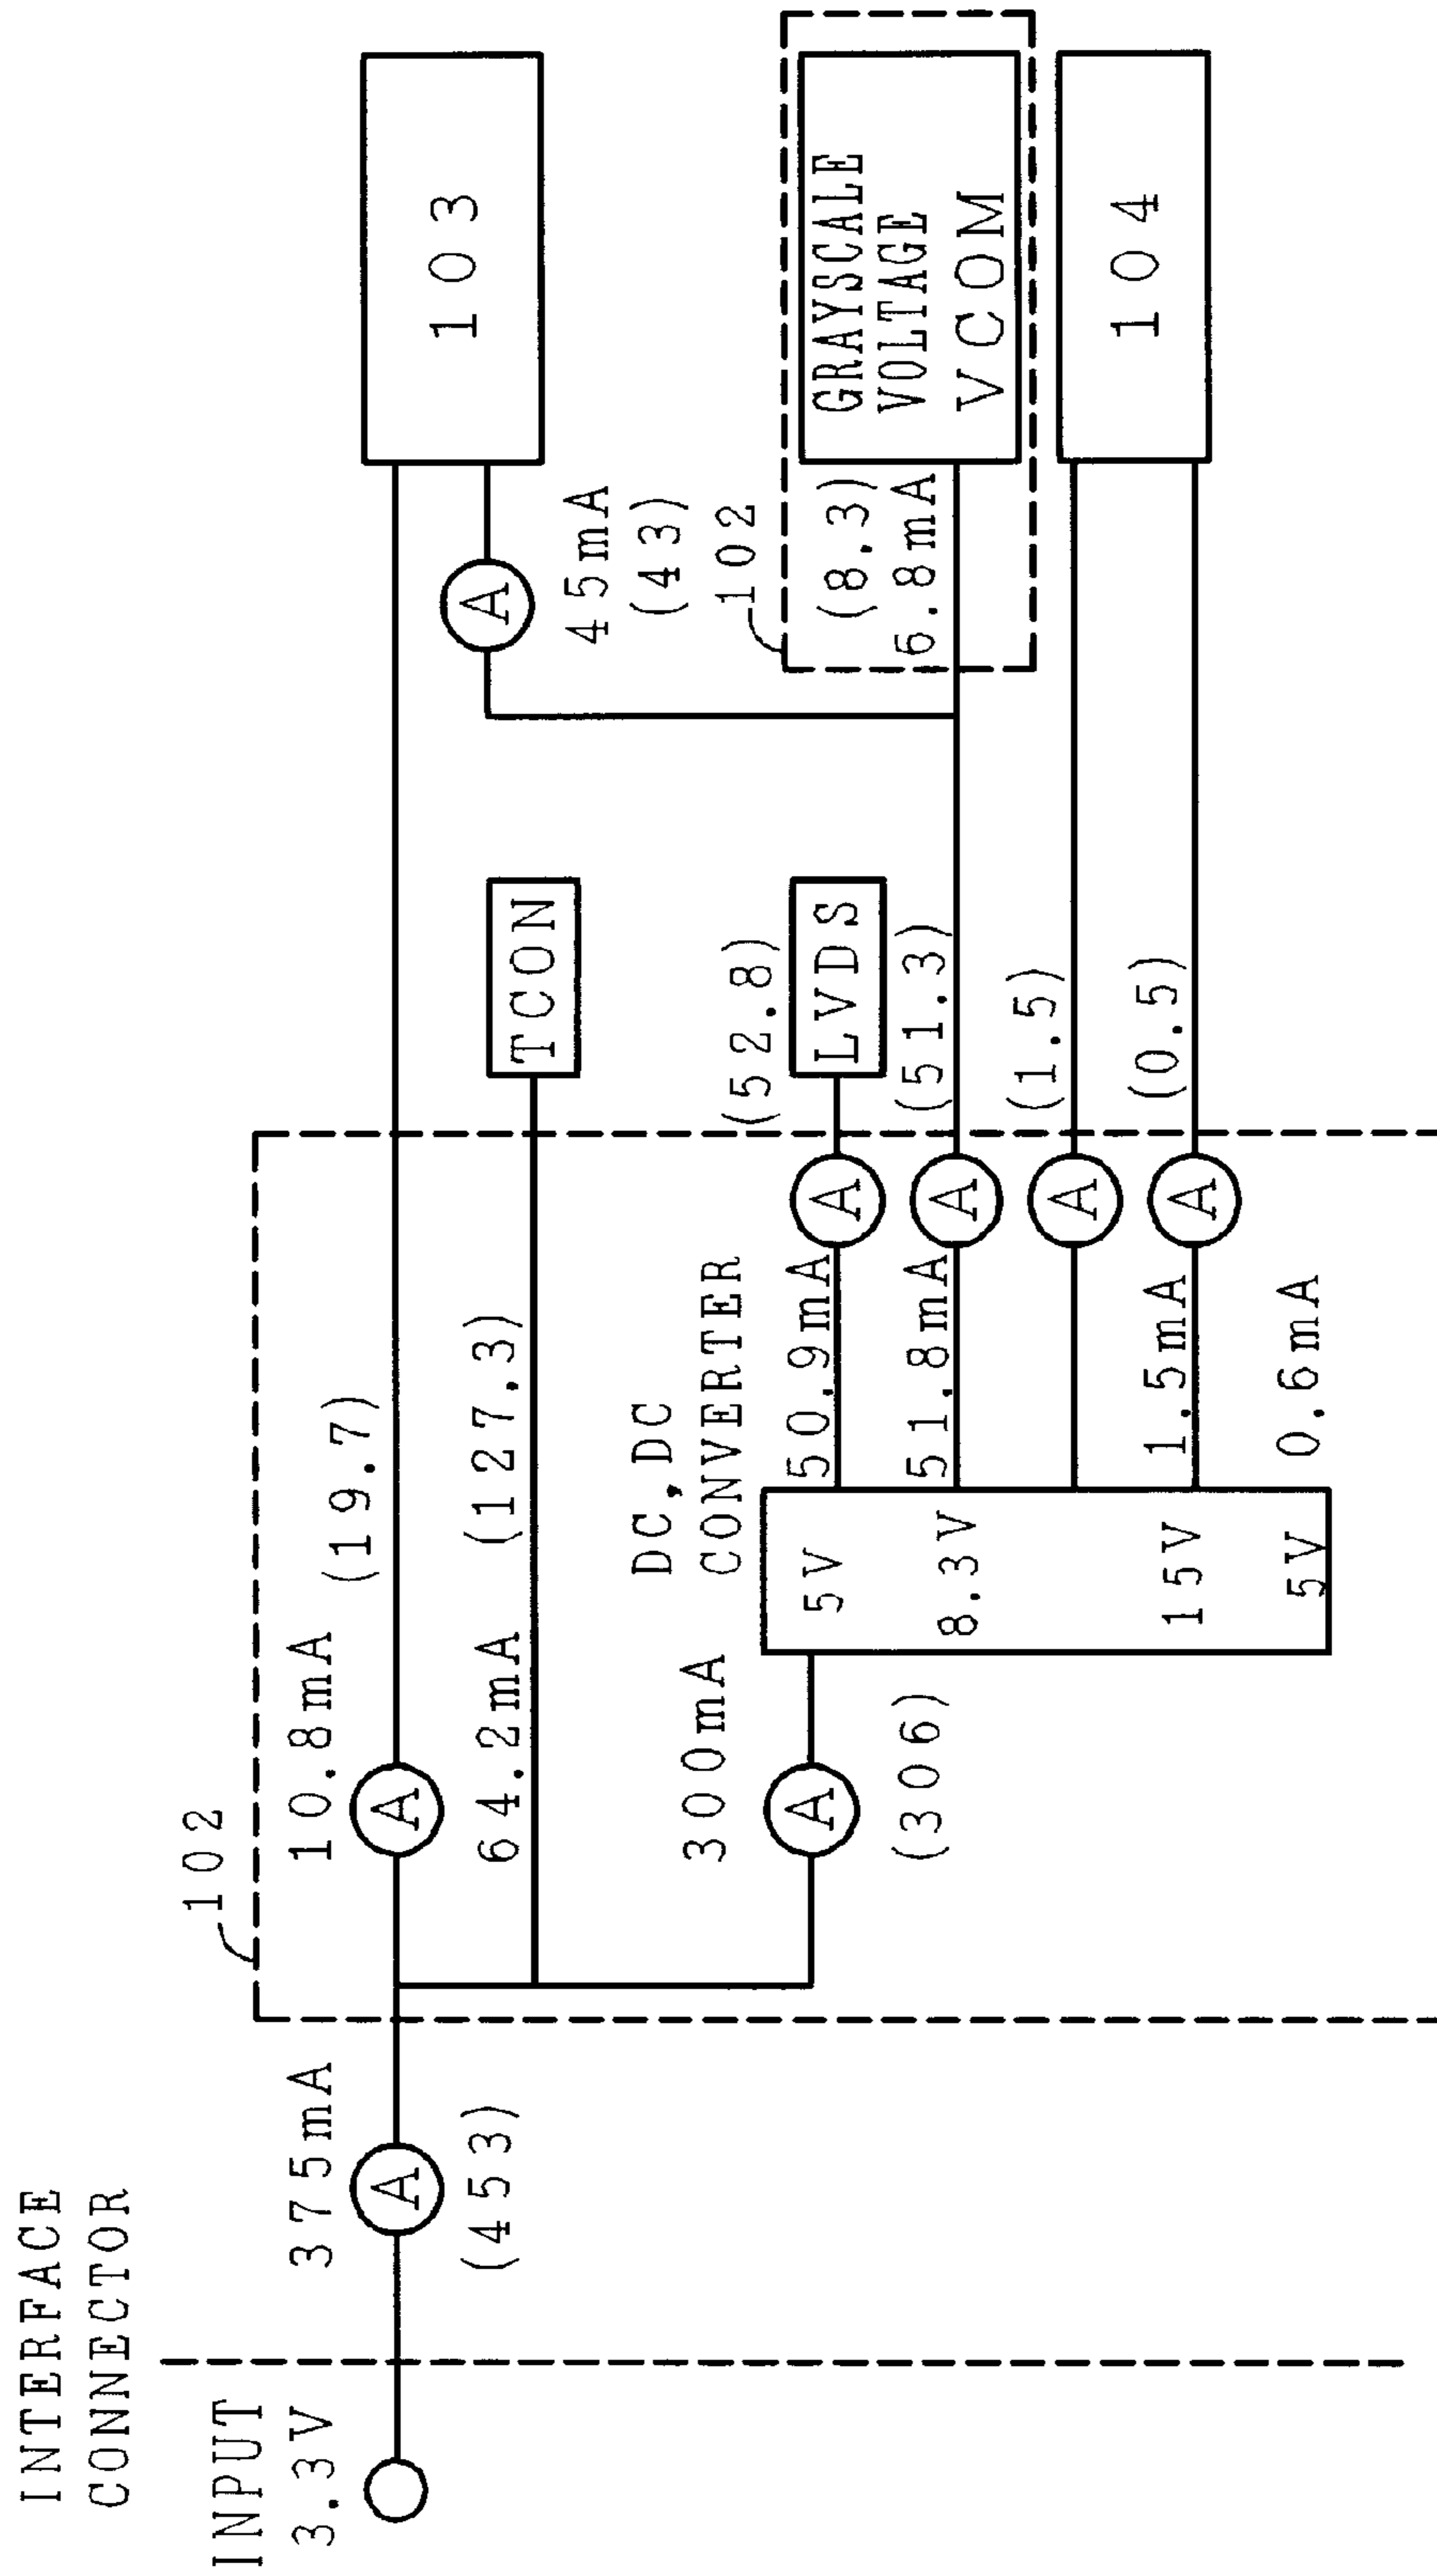 INTERFACE
CONNECTOR
INPUT
3.3V
375mA
A
(453)
102
10.8mA
(19.7)
A
64.2mA
(127.3)
300mA
A
(306)
DC,DC
CONVERTER
5V
8.3V
15V
5V
50.9mA
51.8mA
1.5mA
0.6mA
A
A
A
A
(52.8)
(51.3)
(1.5)
(0.5)
TCON
LVDS
A
45mA
(43)
102
(8.3)
6.8mA
103
GRAYSCALE
VOLTAGE
VCOM
104